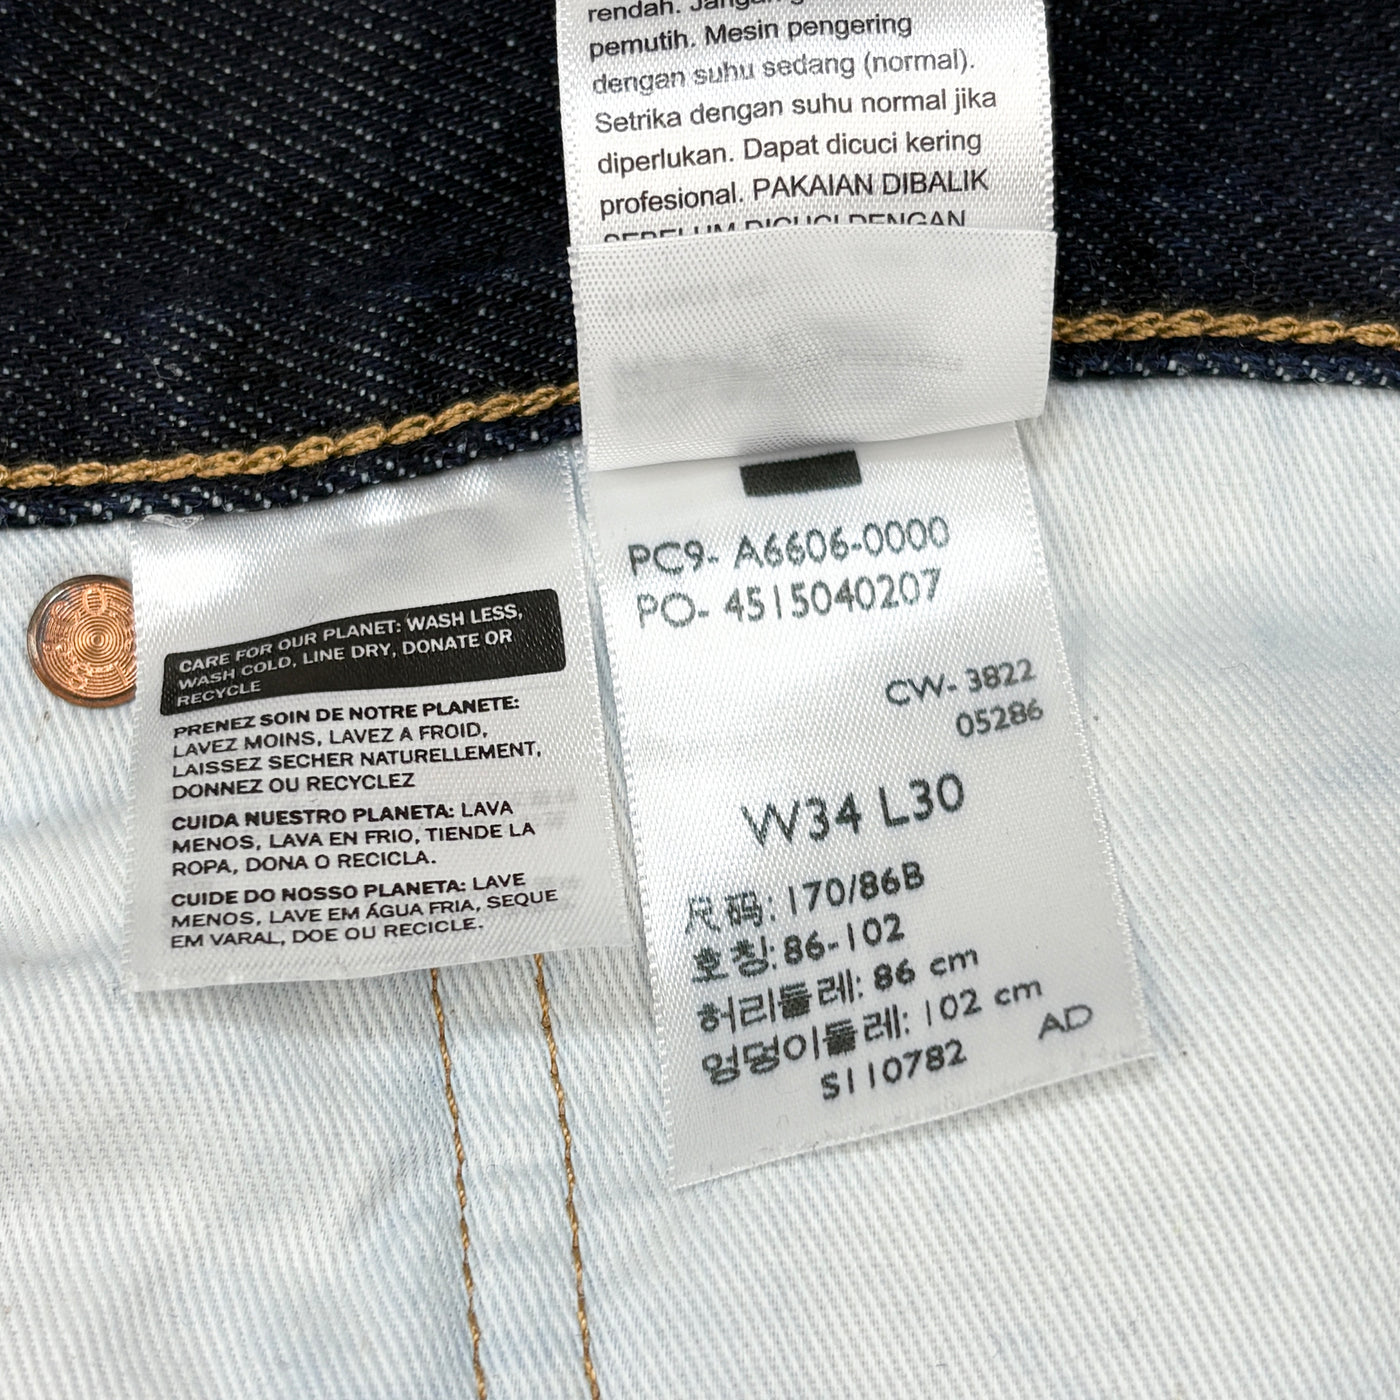 rendah.
pemutih. Mesin pengering
dengan suhu sedang (normal).
Setrika dengan suhu normal jika
diperlukan. Dapat dicuci kering
profesional. PAKAIAN DIBALIK
SEBELUM DICUCI DENGAN
PC9- A6606-0000
PO- 4515040207
CW- 3822
05286
W34 L30
尺码: 170/86B
호칭: 86-102
허리둘레: 86 cm
엉덩이둘레: 102 cm
AD
S110782
CARE FOR OUR PLANET: WASH LESS,
WASH COLD, LINE DRY, DONATE OR
RECYCLE
PRENEZ SOIN DE NOTRE PLANETE:
LAVEZ MOINS, LAVEZ A FROID,
LAISSEZ SECHER NATURELLEMENT,
DONNEZ OU RECYCLEZ
CUIDA NUESTRO PLANETA: LAVA
MENOS, LAVA EN FRIO, TIENDE LA
ROPA, DONA O RECICLA.
CUIDE DO NOSSO PLANETA: LAVE
MENOS, LAVE EM ÁGUA FRIA, SEQUE
EM VARAL, DOE OU RECICLE.